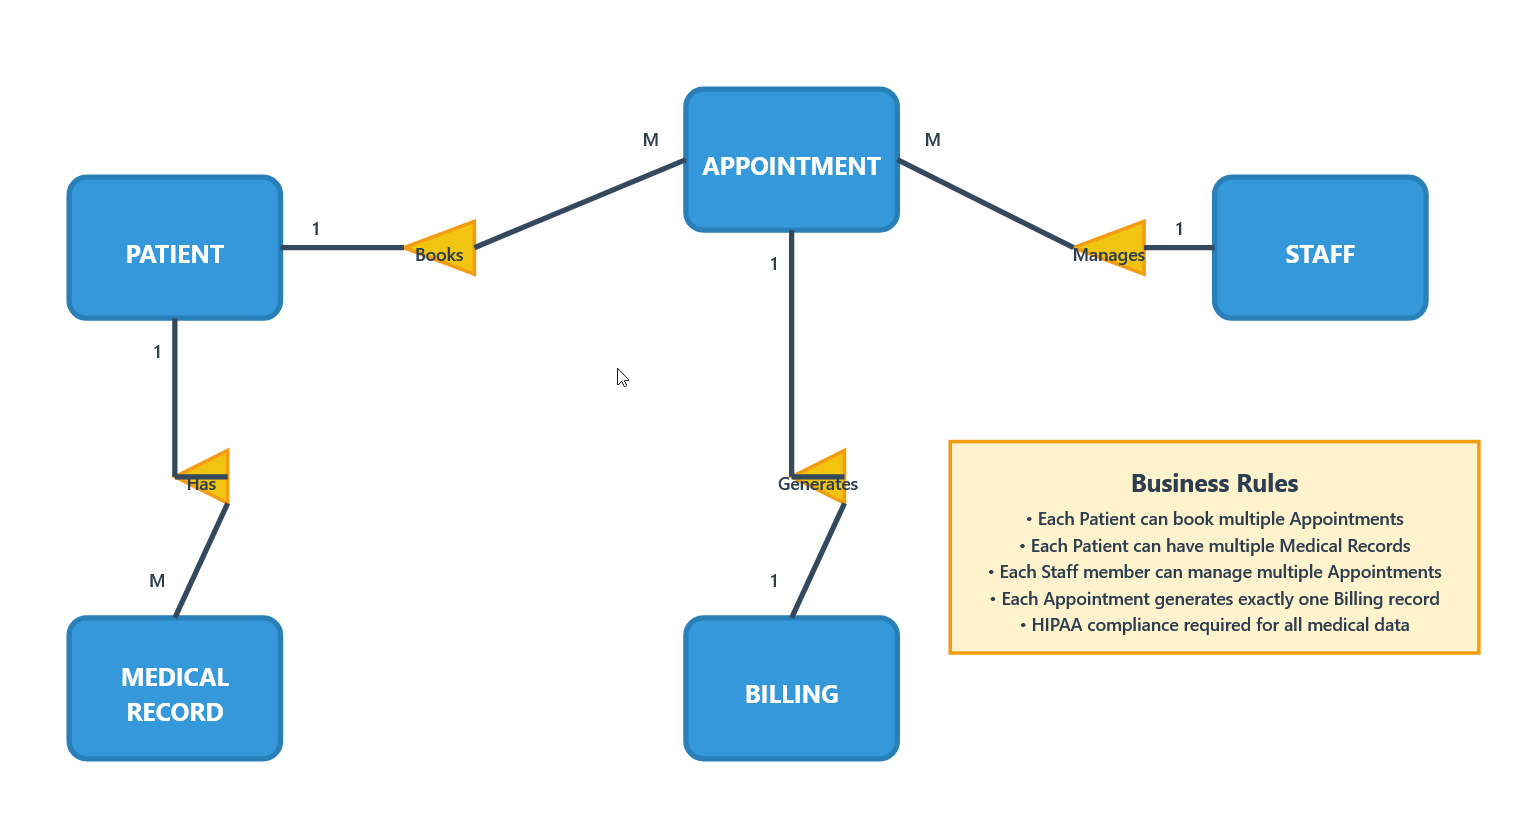 APPOINTMENT
M
M
PATIENT
1
Books
Manages
1
STAFF
1
1
Has
Generates
M
1
MEDICAL
RECORD
BILLING
Business Rules
• Each Patient can book multiple Appointments
• Each Patient can have multiple Medical Records
• Each Staff member can manage multiple Appointments
• Each Appointment generates exactly one Billing record
• HIPAA compliance required for all medical data